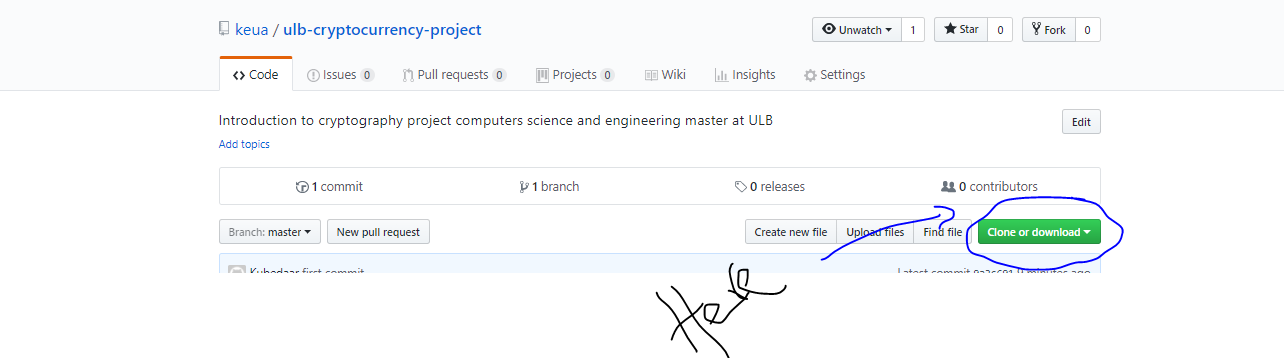 keua / ulb-cryptocurrency-project
Unwatch 1 Star 0 Fork 0
Code Issues 0 Pull requests 0 Projects 0 Wiki Insights Settings
Introduction to cryptography project computers science and engineering master at ULB
Edit
Add topics
1 commit 1 branch 0 releases 0 contributors
Branch: master New pull request Create new file Upload files Find file Clone or download
first commit Latest commit minutes ago